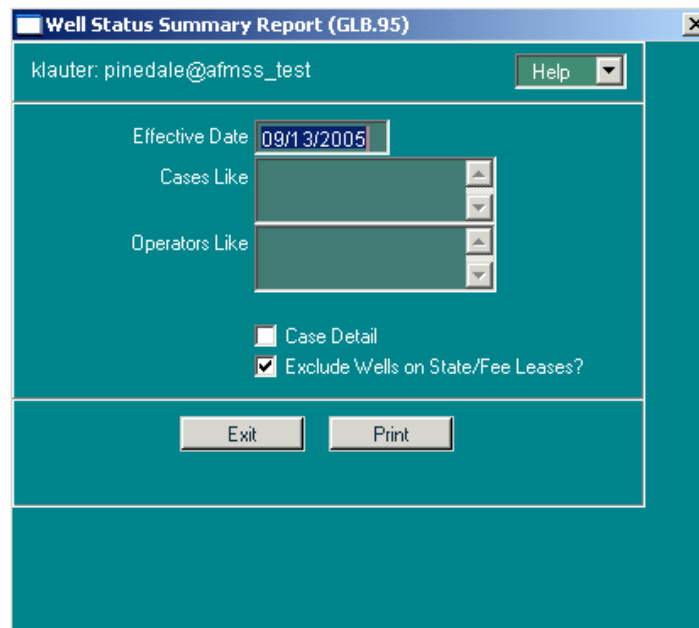 Well Status Summary Report (GLB.95)
klauter: pinedale@afmss_test Help
Effective Date 09/13/2005
Cases Like
Operators Like
Case Detail
Exclude Wells on State/Fee Leases?
Exit Print